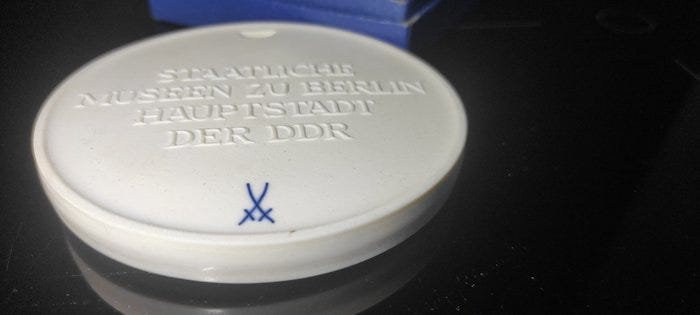 STAATLICHE
MUSEEN ZU BERLIN
HAUPTSTADT
DER DDR